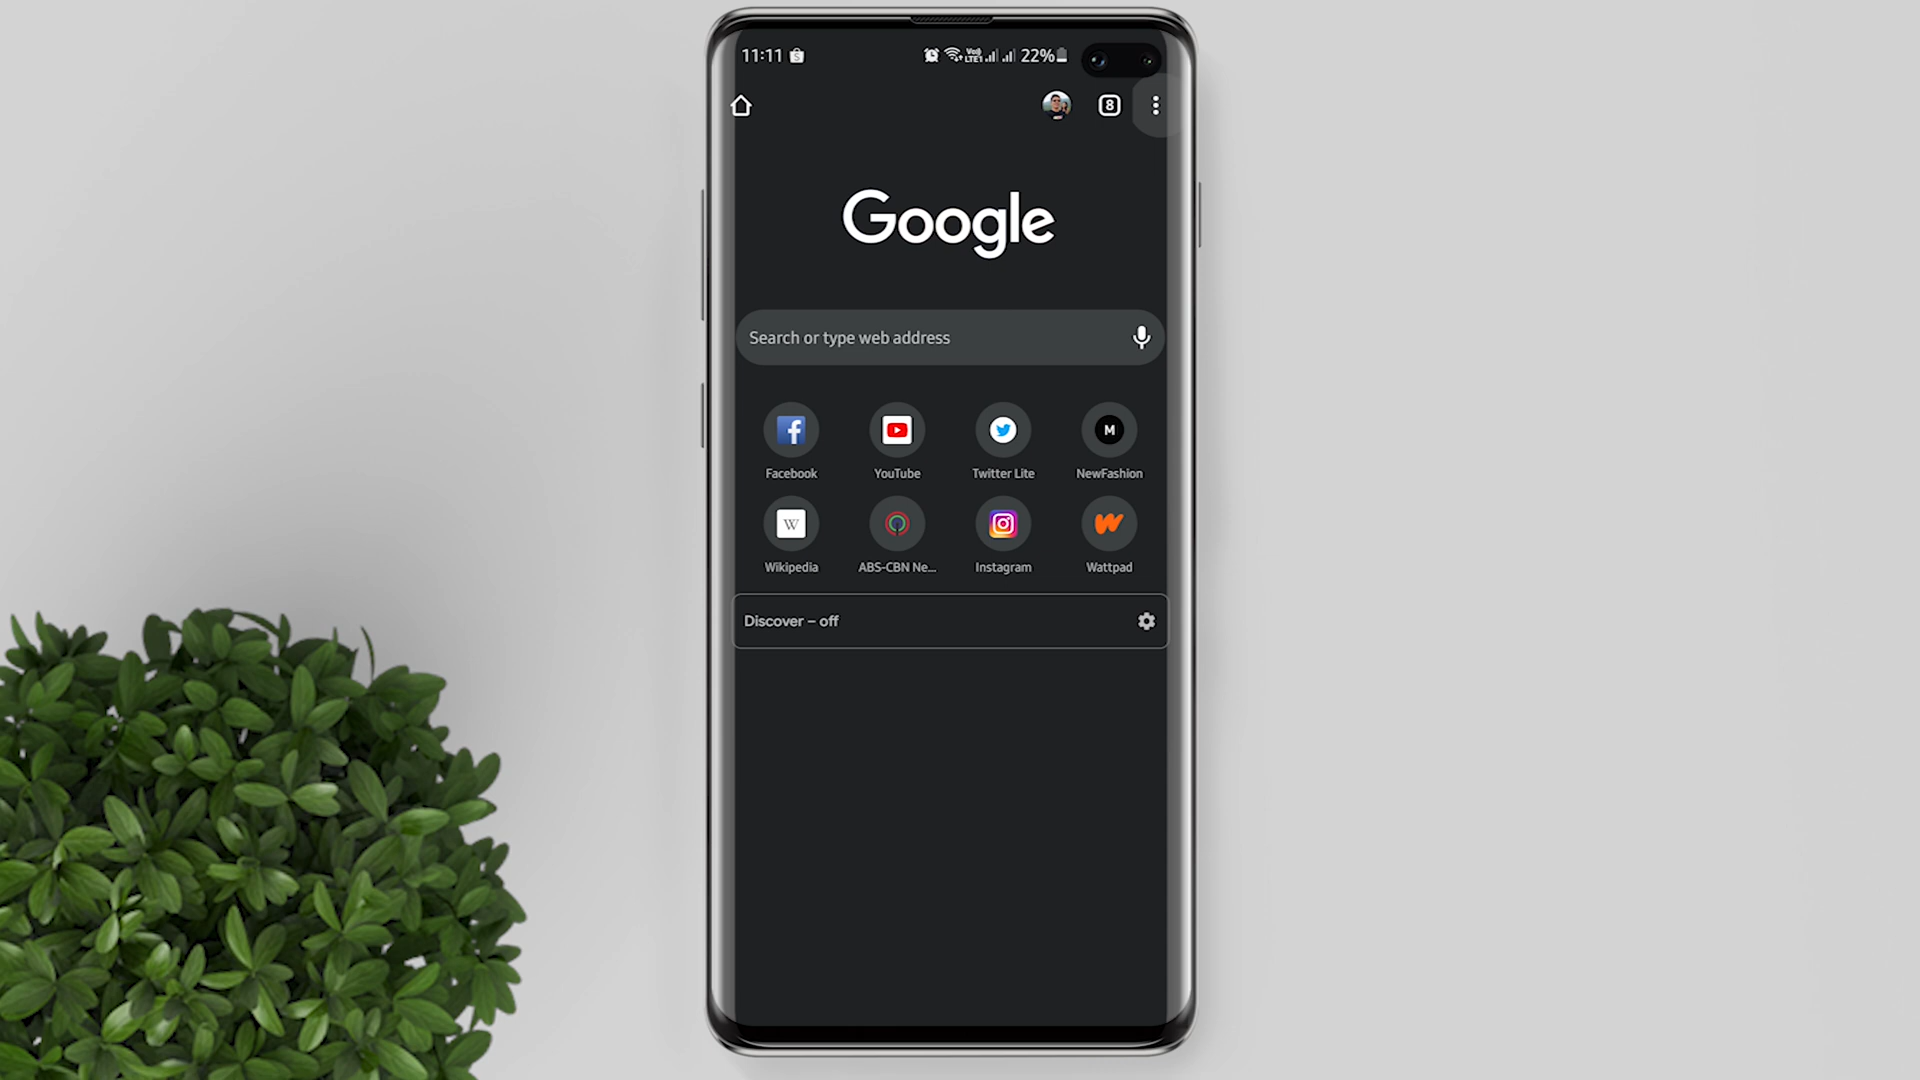 11:11 22%
8
Google
Search or type web address
M
Facebook YouTube Twitter Lite NewFashion
W
Wikipedia ABS-CBN Ne... Instagram Wattpad
Discover – off